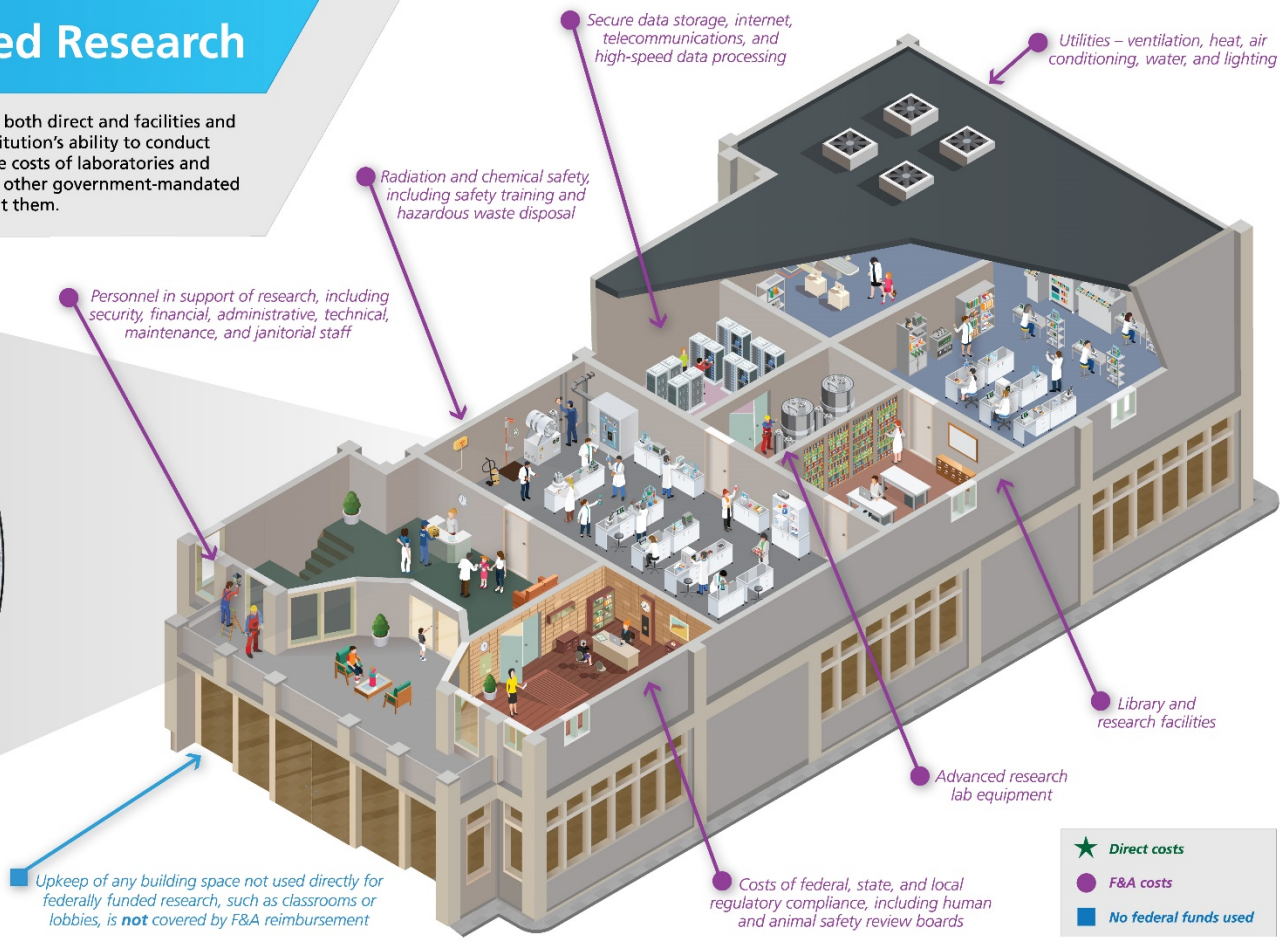 ed Research
both direct and facilities and
titution’s ability to conduct
e costs of laboratories and
other government-mandated
t them.
Secure data storage, internet,
telecommunications, and
high-speed data processing
Utilities – ventilation, heat, air
conditioning, water, and lighting
Radiation and chemical safety,
including safety training and
hazardous waste disposal
Personnel in support of research, including
security, financial, administrative, technical,
maintenance, and janitorial staff
Library and
research facilities
Advanced research
lab equipment
Costs of federal, state, and local
regulatory compliance, including human
and animal safety review boards
Upkeep of any building space not used directly for
federally funded research, such as classrooms or
lobbies, is not covered by F&A reimbursement
Direct costs
F&A costs
No federal funds used